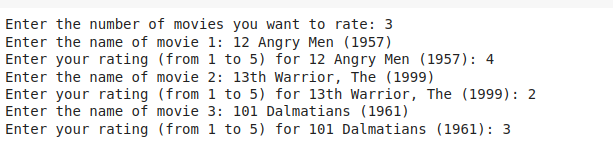 Enter the number of movies you want to rate: 3
Enter the name of movie 1: 12 Angry Men (1957)
Enter your rating (from 1 to 5) for 12 Angry Men (1957): 4
Enter the name of movie 2: 13th Warrior, The (1999)
Enter your rating (from 1 to 5) for 13th Warrior, The (1999): 2
Enter the name of movie 3: 101 Dalmatians (1961)
Enter your rating (from 1 to 5) for 101 Dalmatians (1961): 3